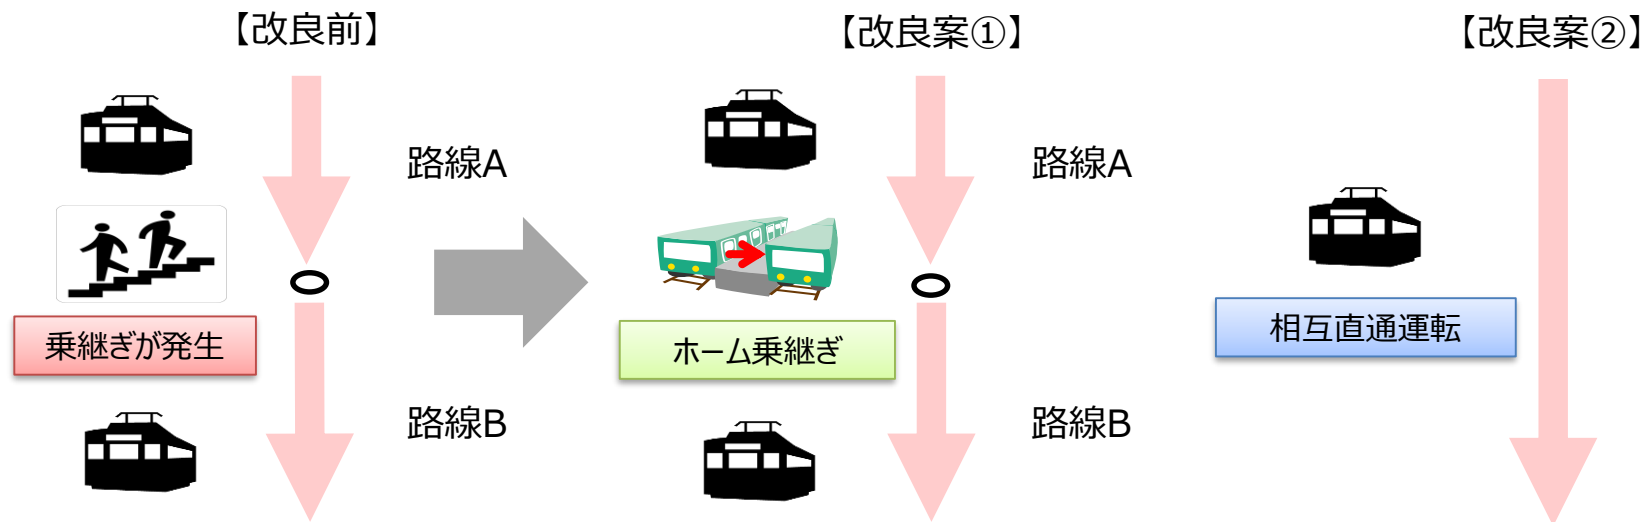 【改良前】
【改良案①】
【改良案②】
路線A
路線A
乗継ぎが発生
ホーム乗継ぎ
相互直通運転
路線B
路線B